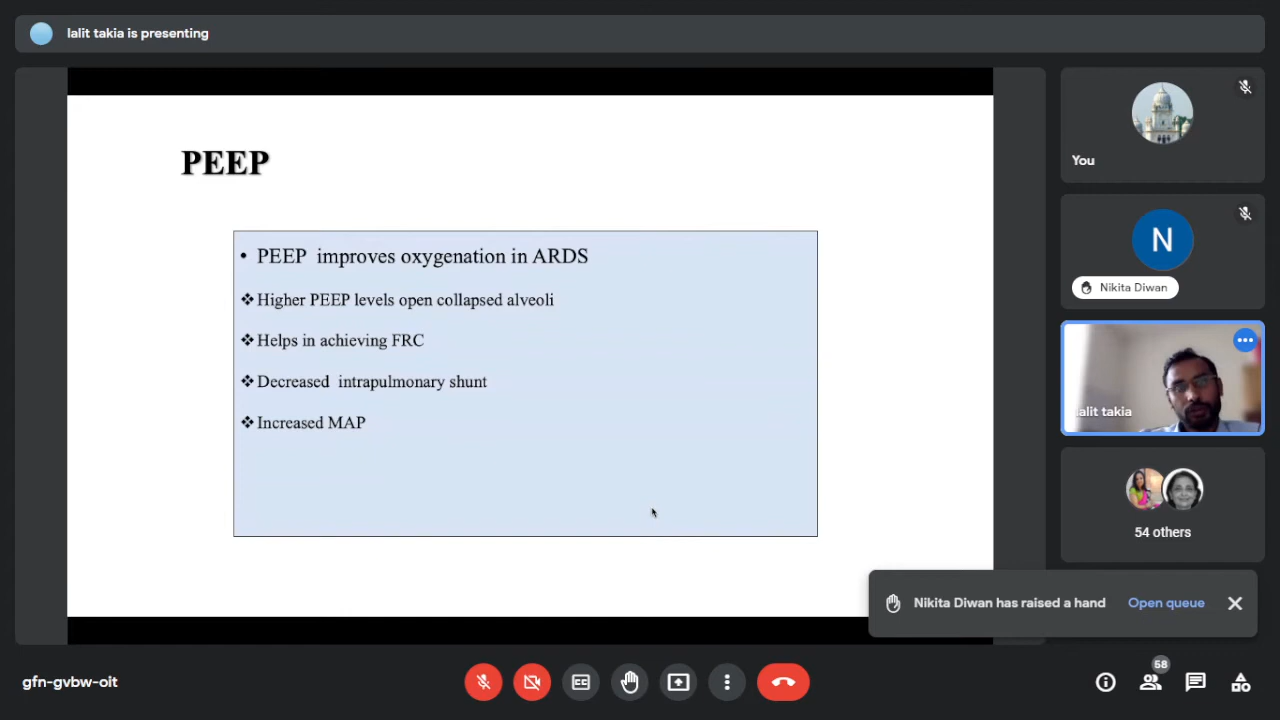 lalit takia is presenting
PEEP
• PEEP improves oxygenation in ARDS
❖Higher PEEP levels open collapsed alveoli
❖Helps in achieving FRC
❖Decreased intrapulmonary shunt
❖Increased MAP
You
N
Nikita Diwan
lalit takia
54 others
Nikita Diwan has raised a hand Open queue
gfn-gvbw-oit
CC
58